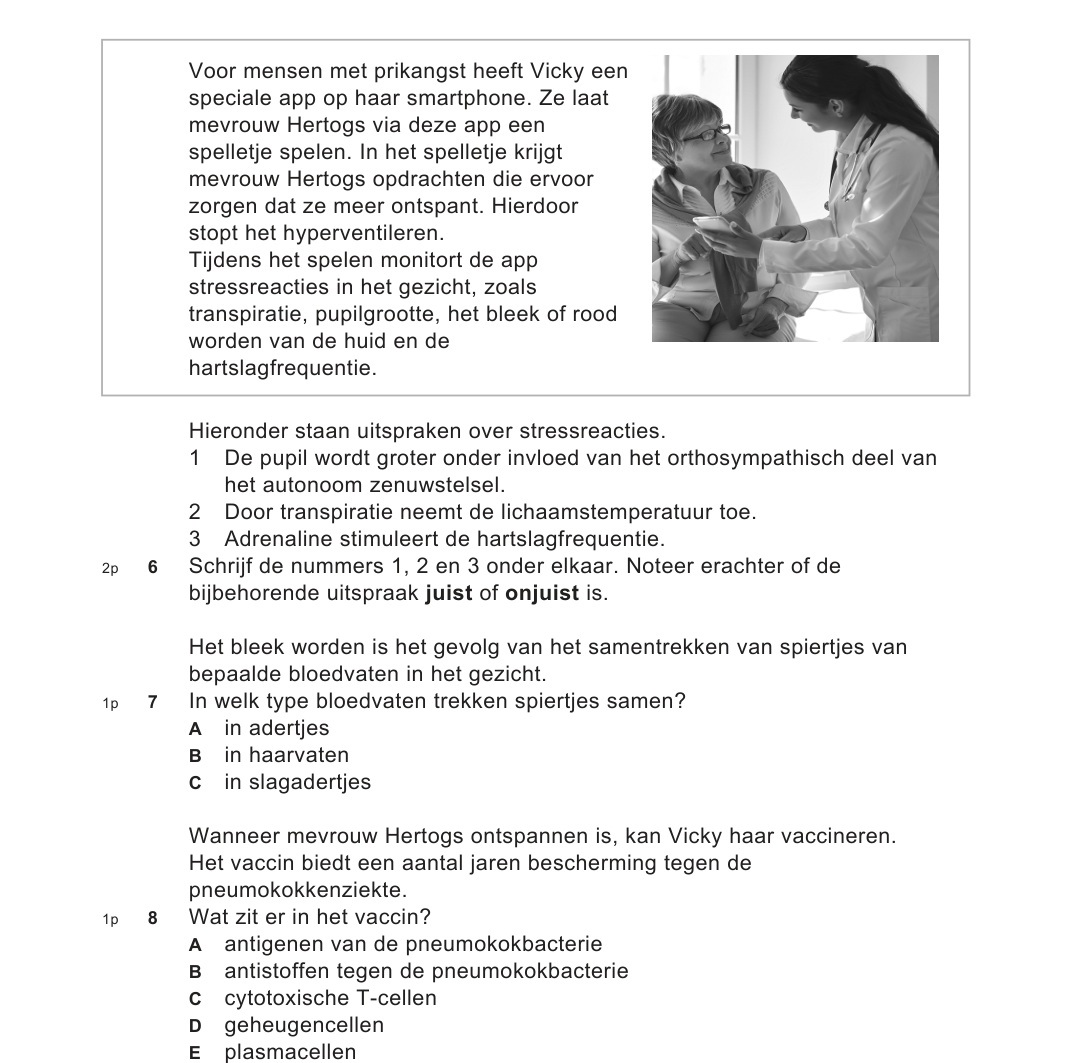 Voor mensen met prikangst heeft Vicky een
speciale app op haar smartphone. Ze laat
mevrouw Hertogs via deze app een
spelletje spelen. In het spelletje krijgt
mevrouw Hertogs opdrachten die ervoor
zorgen dat ze meer ontspant. Hierdoor
stopt het hyperventileren.
Tijdens het spelen monitort de app
stressreacties in het gezicht, zoals
transpiratie, pupilgrootte, het bleek of rood
worden van de huid en de
hartslagfrequentie.
Hieronder staan uitspraken over stressreacties.
1 De pupil wordt groter onder invloed van het orthosympathisch deel van
het autonoom zenuwstelsel.
2 Door transpiratie neemt de lichaamstemperatuur toe.
3 Adrenaline stimuleert de hartslagfrequentie.
2p 6 Schrijf de nummers 1, 2 en 3 onder elkaar. Noteer erachter of de
bijbehorende uitspraak juist of onjuist is.
Het bleek worden is het gevolg van het samentrekken van spiertjes van
bepaalde bloedvaten in het gezicht.
1p 7 In welk type bloedvaten trekken spiertjes samen?
A in adertjes
B in haarvaten
C in slagadertjes
Wanneer mevrouw Hertogs ontspannen is, kan Vicky haar vaccineren.
Het vaccin biedt een aantal jaren bescherming tegen de
pneumokokkenziekte.
1p 8 Wat zit er in het vaccin?
A antigenen van de pneumokokbacterie
B antistoffen tegen de pneumokokbacterie
C cytotoxische T-cellen
D geheugencellen
E plasmacellen